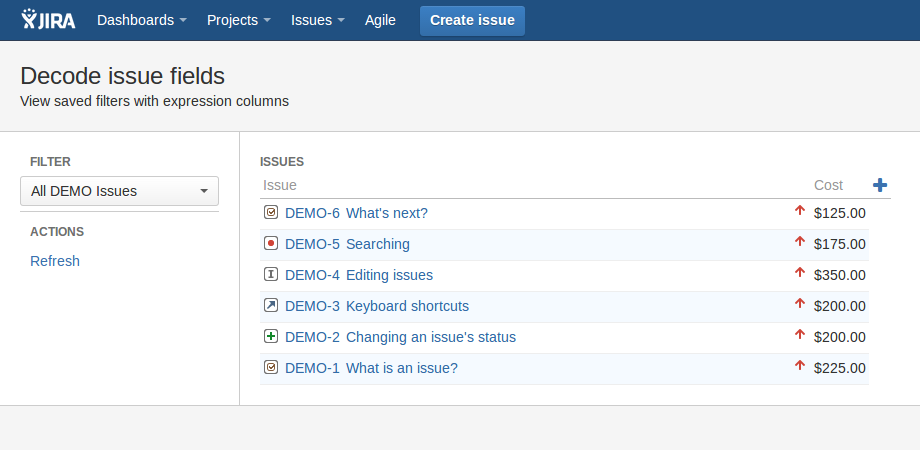 JIRA Dashboards Projects Issues Agile Create issue
Decode issue fields
View saved filters with expression columns
FILTER
All DEMO Issues
ACTIONS
Refresh
ISSUES
Issue Cost
DEMO-6 What's next? $125.00
DEMO-5 Searching $175.00
DEMO-4 Editing issues $350.00
DEMO-3 Keyboard shortcuts $200.00
DEMO-2 Changing an issue's status $200.00
DEMO-1 What is an issue? $225.00